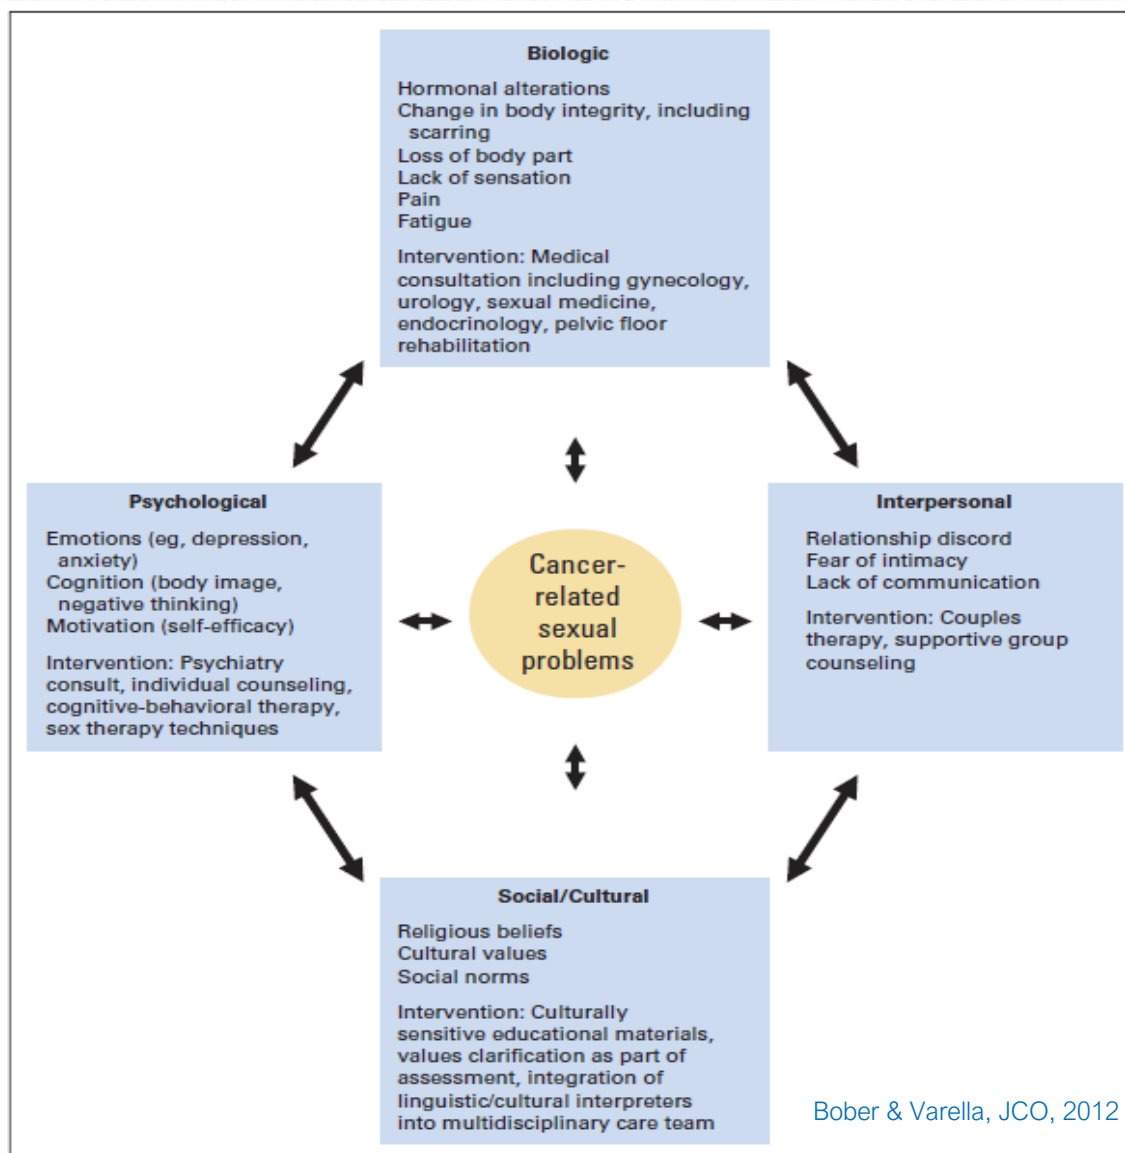 Biologic
Hormonal alterations
Change in body integrity, including
scarring
Loss of body part
Lack of sensation
Pain
Fatigue
Intervention: Medical
consultation including gynecology,
urology, sexual medicine,
endocrinology, pelvic floor
rehabilitation
Psychological
Emotions (eg, depression,
anxiety)
Cognition (body image,
negative thinking)
Motivation (self-efficacy)
Intervention: Psychiatry
consult, individual counseling,
cognitive-behavioral therapy,
sex therapy techniques
Cancer-
related
sexual
problems
Interpersonal
Relationship discord
Fear of intimacy
Lack of communication
Intervention: Couples
therapy, supportive group
counseling
Social/Cultural
Religious beliefs
Cultural values
Social norms
Intervention: Culturally
sensitive educational materials,
values clarification as part of
assessment, integration of
linguistic/cultural interpreters
into multidisciplinary care team
Bober & Varella, JCO, 2012